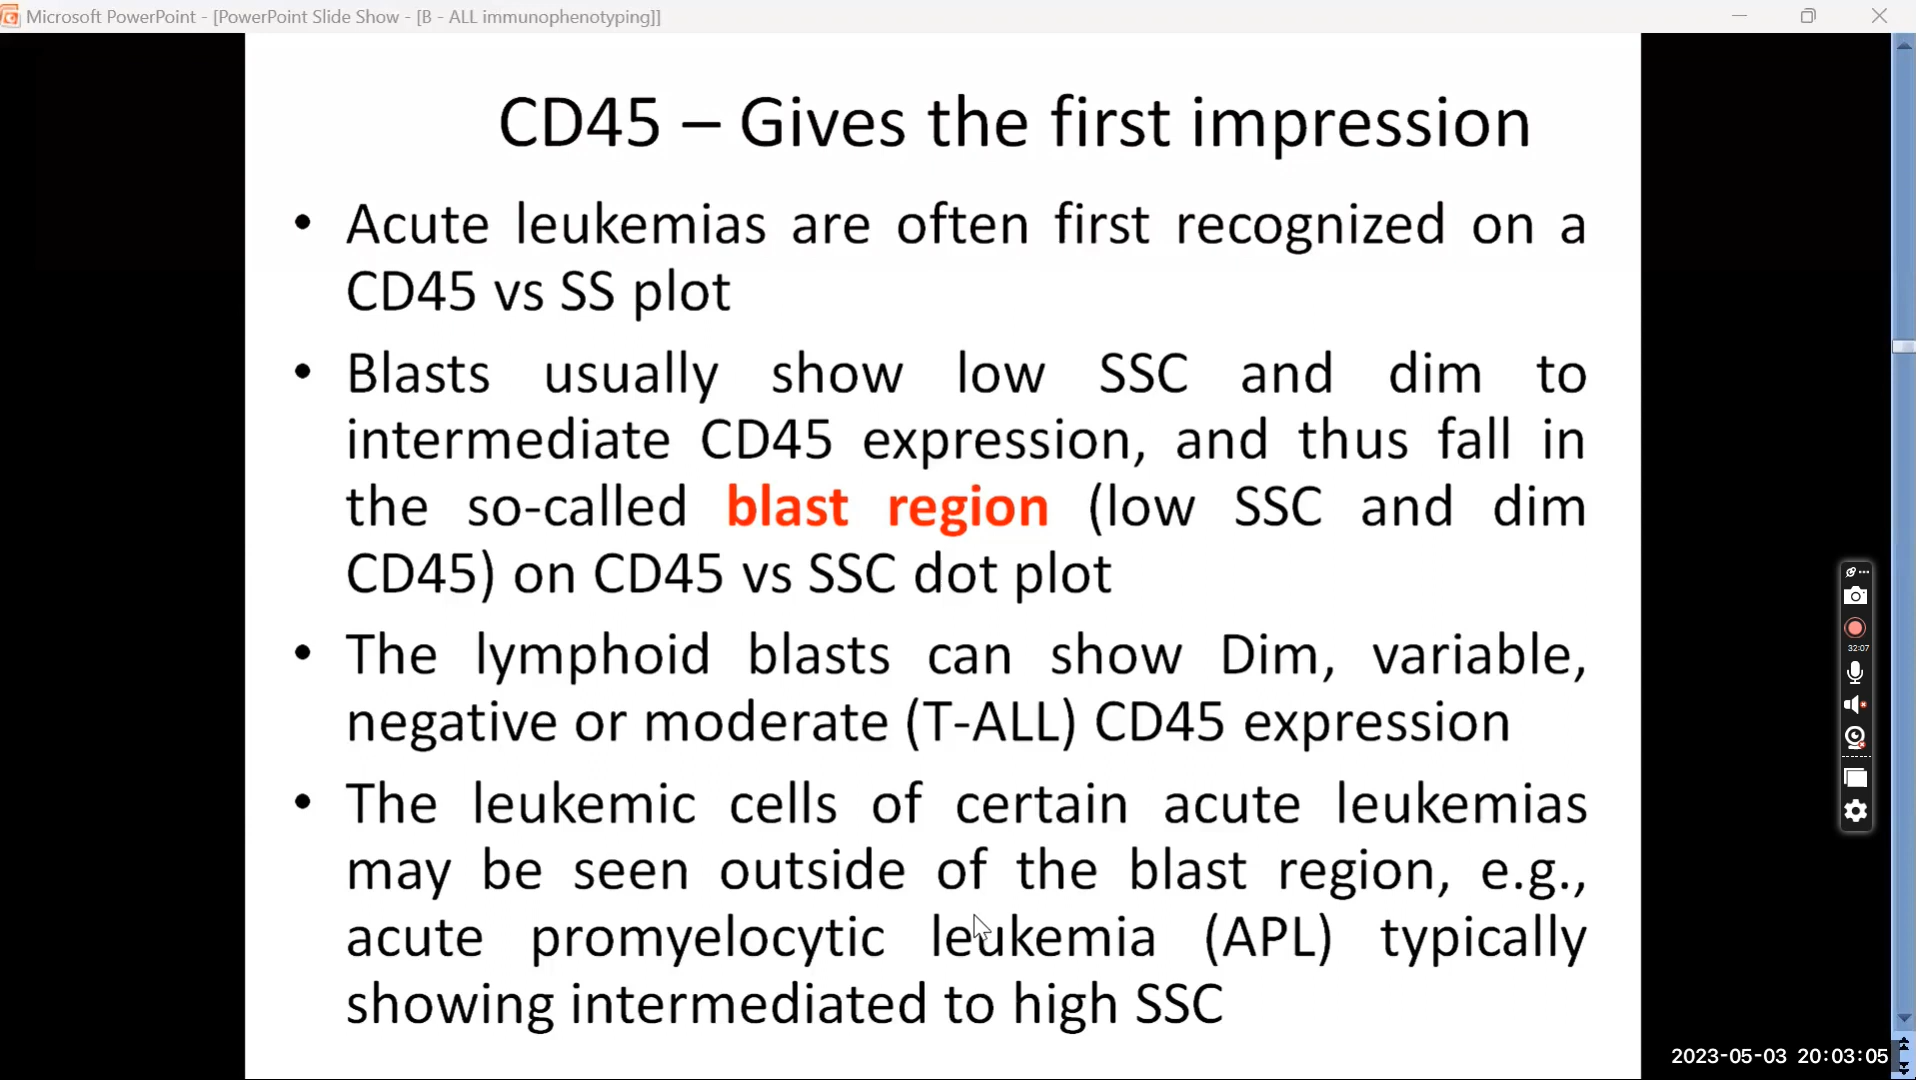 Microsoft PowerPoint - [PowerPoint Slide Show - [B - ALL immunophenotyping]]
CD45 – Gives the first impression
• Acute leukemias are often first recognized on a
CD45 vs SS plot
• Blasts usually show low SSC and dim to
intermediate CD45 expression, and thus fall in
the so-called blast region (low SSC and dim
CD45) on CD45 vs SSC dot plot
• The lymphoid blasts can show Dim, variable,
negative or moderate (T-ALL) CD45 expression
• The leukemic cells of certain acute leukemias
may be seen outside of the blast region, e.g.,
acute promyelocytic leukemia (APL) typically
showing intermediated to high SSC
32:07
2023-05-03 20:03:05